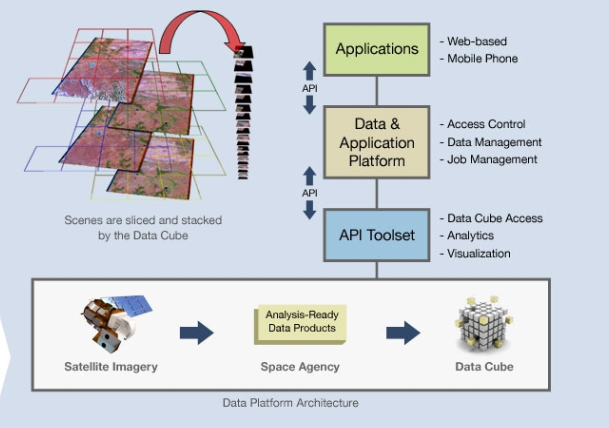 Scenes are sliced and stacked
by the Data Cube
Applications
- Web-based
- Mobile Phone
API
Data &
Application
Platform
- Access Control
- Data Management
- Job Management
API
API Toolset
- Data Cube Access
- Analytics
- Visualization
Satellite Imagery
Analysis-Ready
Data Products
Space Agency
Data Cube
Data Platform Architecture